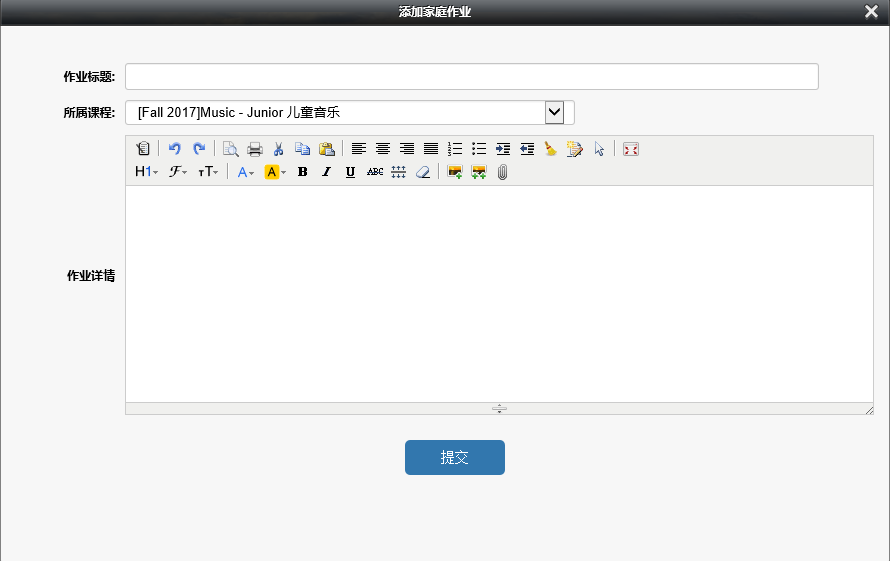 添加家庭作业
作业标题:
所属课程: [Fall 2017]Music - Junior 儿童音乐
H1 F TT
A A B I U ABC
作业详情
提交